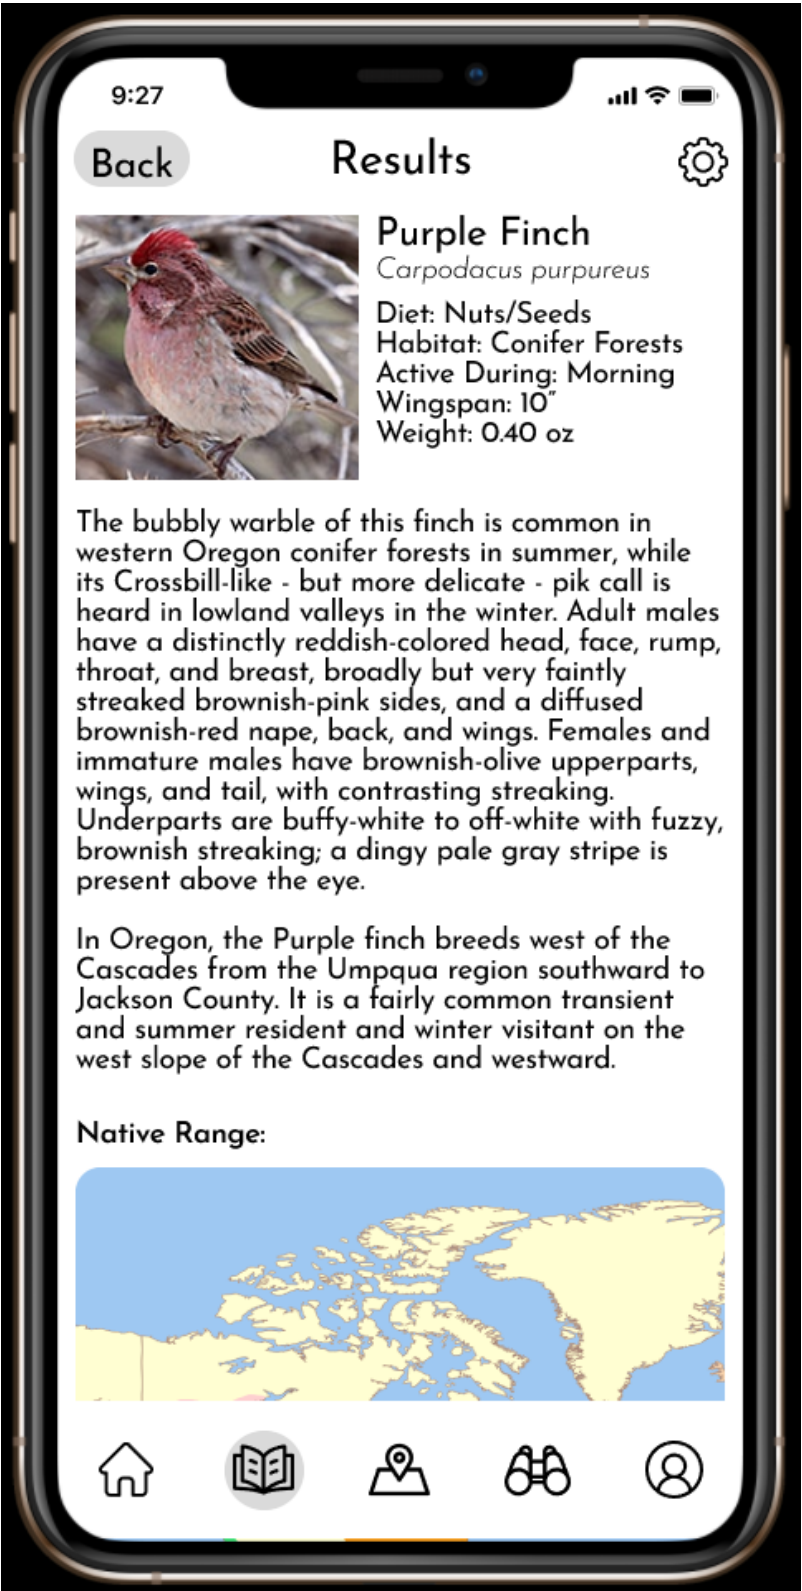 9:27
Back
Results
Purple Finch
Carpodacus purpureus
Diet: Nuts/Seeds
Habitat: Conifer Forests
Active During: Morning
Wingspan: 10"
Weight: 0.40 oz
The bubbly warble of this finch is common in
western Oregon conifer forests in summer, while
its Crossbill-like - but more delicate - pik call is
heard in lowland valleys in the winter. Adult males
have a distinctly reddish-colored head, face, rump,
throat, and breast, broadly but very faintly
streaked brownish-pink sides, and a diffused
brownish-red nape, back, and wings. Females and
immature males have brownish-olive upperparts,
wings, and tail, with contrasting streaking.
Underparts are buffy-white to off-white with fuzzy,
brownish streaking; a dingy pale gray stripe is
present above the eye.
In Oregon, the Purple finch breeds west of the
Cascades from the Umpqua region southward to
Jackson County. It is a fairly common transient
and summer resident and winter visitant on the
west slope of the Cascades and westward.
Native Range: